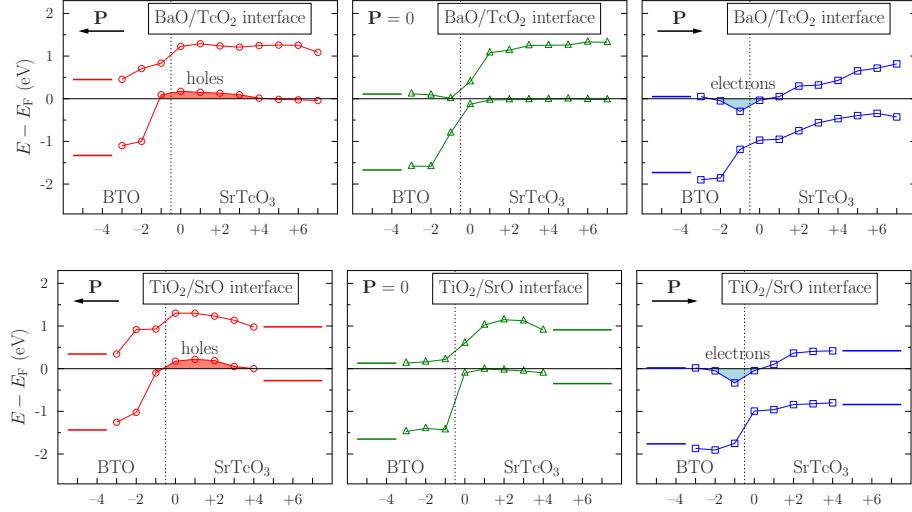 P BaO/TcO₂ interface
P = 0 BaO/TcO₂ interface
P BaO/TcO₂ interface
2
1
0
-1
-2
E − E_F (eV)
holes
electrons
BTO SrTcO₃
BTO SrTcO₃
BTO SrTcO₃
−4 −2 0 +2 +4 +6
−4 −2 0 +2 +4 +6
−4 −2 0 +2 +4 +6
P TiO₂/SrO interface
P = 0 TiO₂/SrO interface
P TiO₂/SrO interface
2
1
0
-1
-2
E − E_F (eV)
holes
electrons
BTO SrTcO₃
BTO SrTcO₃
BTO SrTcO₃
−4 −2 0 +2 +4 +6
−4 −2 0 +2 +4 +6
−4 −2 0 +2 +4 +6